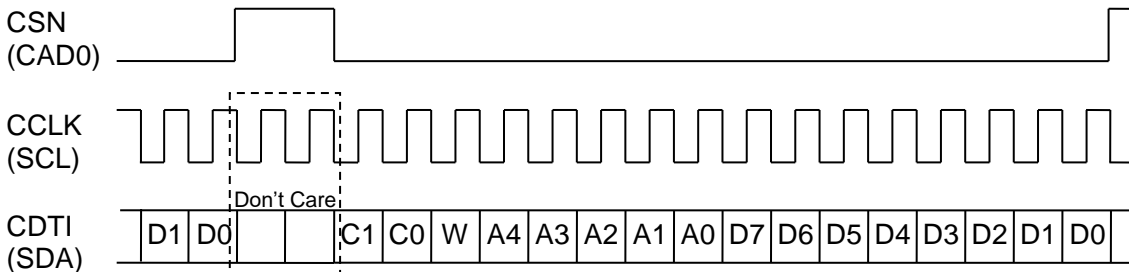 CSN
(CAD0)
CCLK
(SCL)
Don't Care
CDTI
(SDA)
D1 D0 C1 C0 W A4 A3 A2 A1 A0 D7 D6 D5 D4 D3 D2 D1 D0